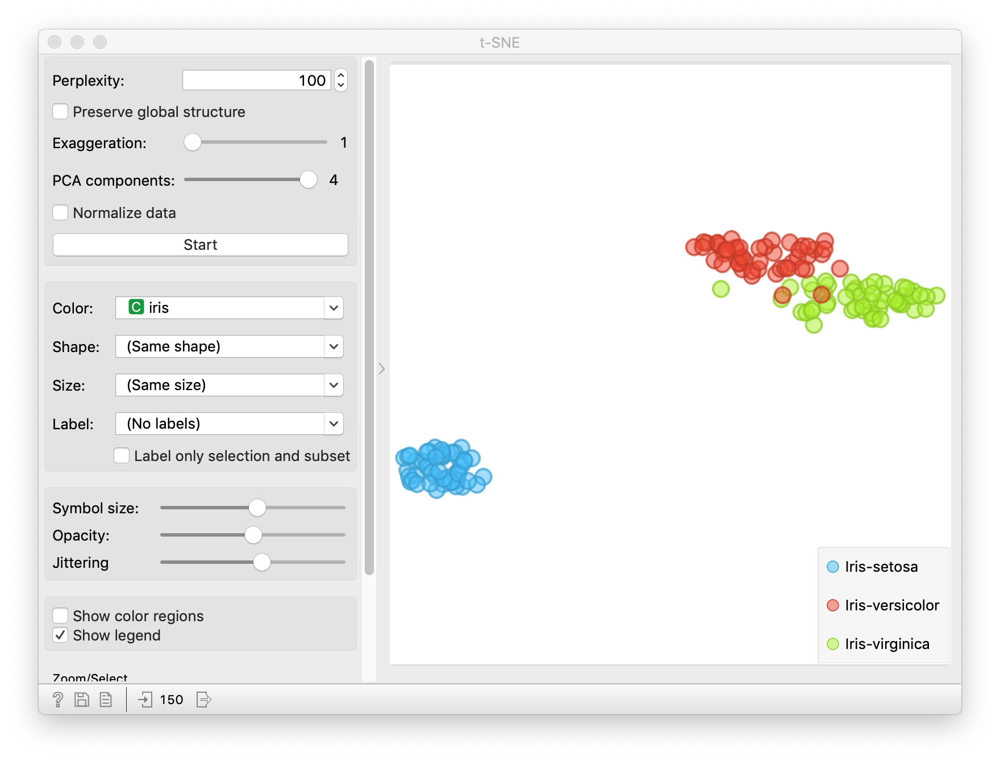 t-SNE
Perplexity: 100
Preserve global structure
Exaggeration: 1
PCA components: 4
Normalize data
Start
Color: C iris
Shape: (Same shape)
Size: (Same size)
Label: (No labels)
Label only selection and subset
Symbol size:
Opacity:
Jittering
Show color regions
Show legend
Zoom/Select
Iris-setosa
Iris-versicolor
Iris-virginica
? 150